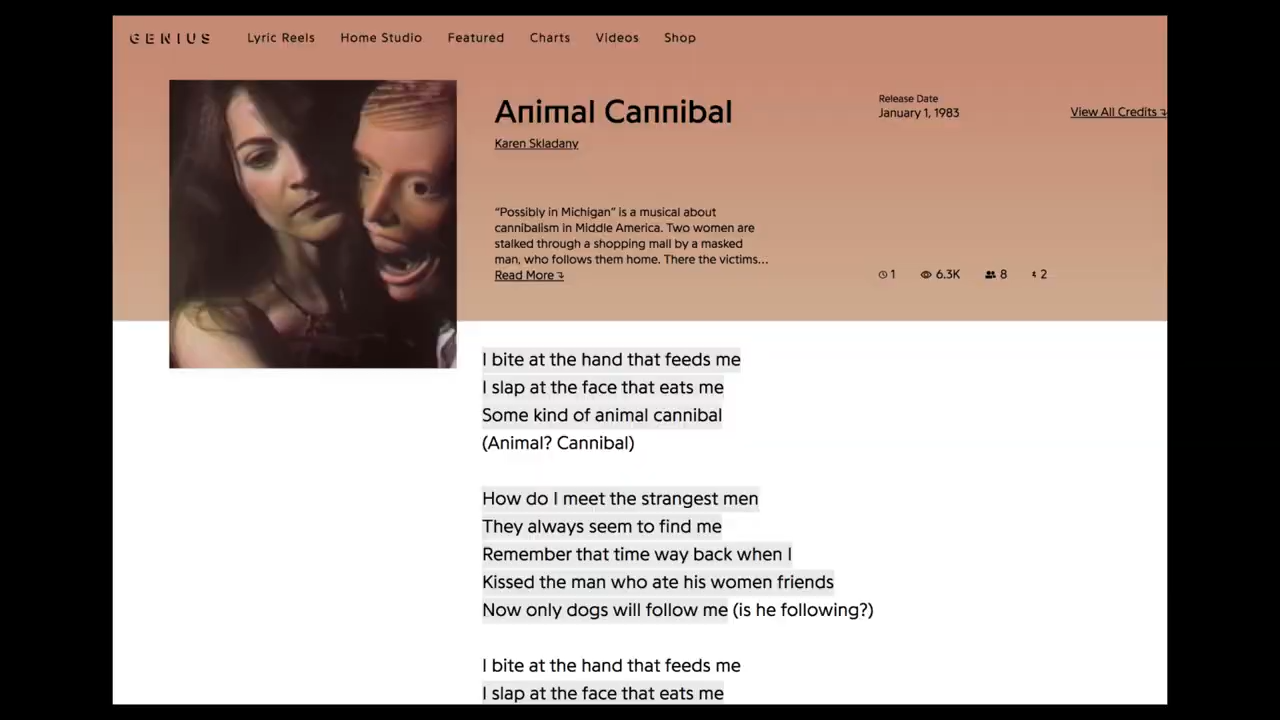 GENIUS Lyric Reels Home Studio Featured Charts Videos Shop
Animal Cannibal
Karen Skladany
Release Date
January 1, 1983
View All Credits
“Possibly in Michigan” is a musical about
cannibalism in Middle America. Two women are
stalked through a shopping mall by a masked
man, who follows them home. There the victims…
Read More
1 6.3K 8 2
I bite at the hand that feeds me
I slap at the face that eats me
Some kind of animal cannibal
(Animal? Cannibal)
How do I meet the strangest men
They always seem to find me
Remember that time way back when I
Kissed the man who ate his women friends
Now only dogs will follow me (is he following?)
I bite at the hand that feeds me
I slap at the face that eats me